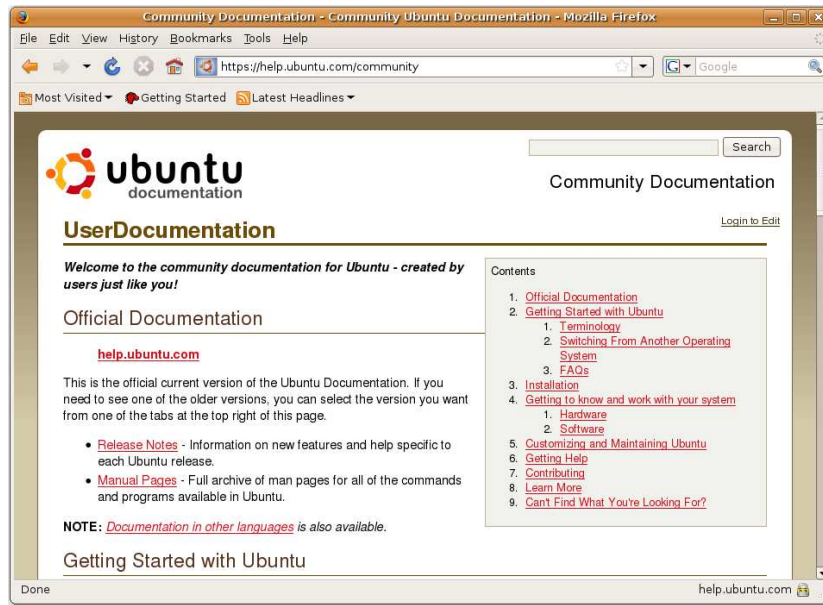 Community Documentation - Community Ubuntu Documentation - Mozilla Firefox
File Edit View History Bookmarks Tools Help
https://help.ubuntu.com/community
G Google
Most Visited Getting Started Latest Headlines
ubuntu
documentation
Search
Community Documentation
Login to Edit
UserDocumentation
Welcome to the community documentation for Ubuntu - created by
users just like you!
Official Documentation
help.ubuntu.com
This is the official current version of the Ubuntu Documentation. If you
need to see one of the older versions, you can select the version you want
from one of the tabs at the top right of this page.
• Release Notes - Information on new features and help specific to
each Ubuntu release.
• Manual Pages - Full archive of man pages for all of the commands
and programs available in Ubuntu.
NOTE: Documentation in other languages is also available.
Contents
1. Official Documentation
2. Getting Started with Ubuntu
1. Terminology
2. Switching From Another Operating
System
3. FAQs
3. Installation
4. Getting to know and work with your system
1. Hardware
2. Software
5. Customizing and Maintaining Ubuntu
6. Getting Help
7. Contributing
8. Learn More
9. Can't Find What You're Looking For?
Getting Started with Ubuntu
Done
help.ubuntu.com